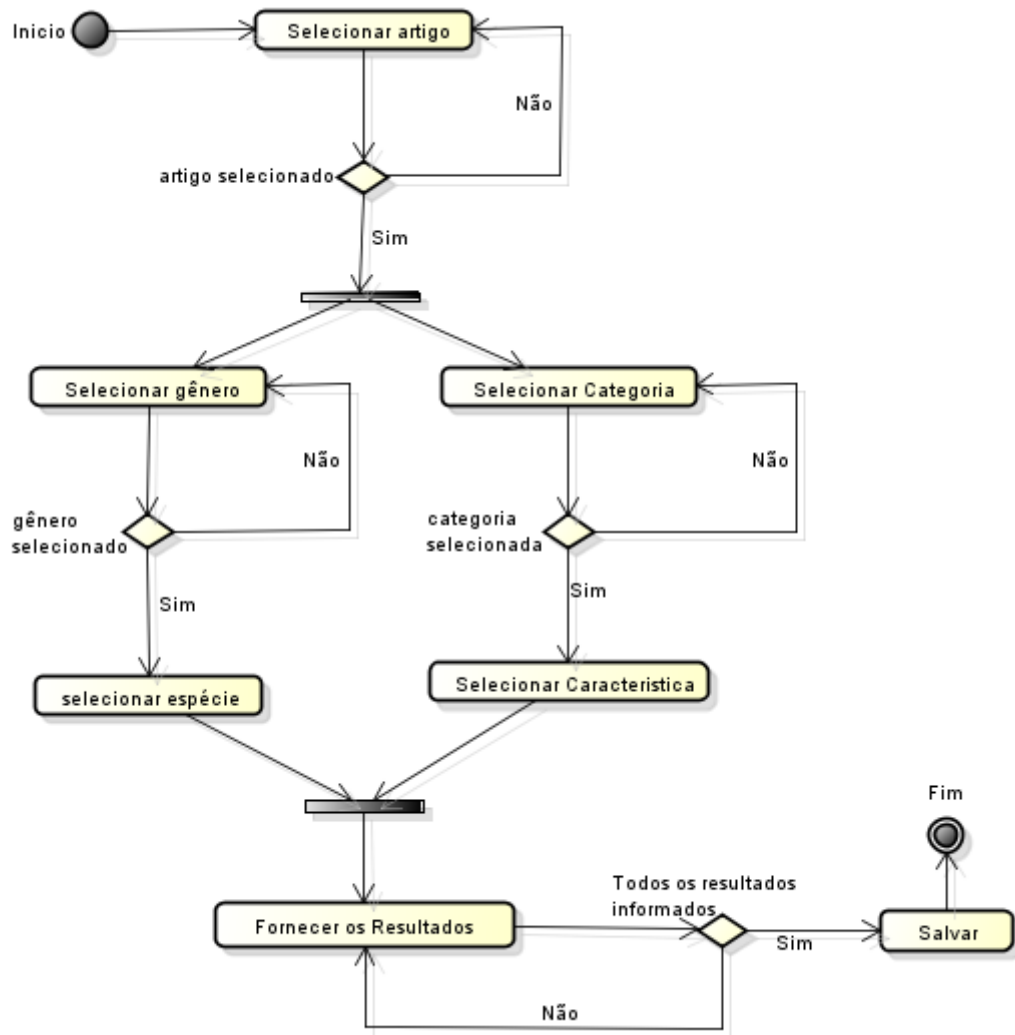 Inicio
Selecionar artigo
Não
artigo selecionado
Sim
Selecionar gênero
Selecionar Categoria
Não
Não
gênero
selecionado
categoria
selecionada
Sim
Sim
selecionar espécie
Selecionar Caracteristica
Fim
Todos os resultados
informados
Fornecer os Resultados
Sim
Salvar
Não